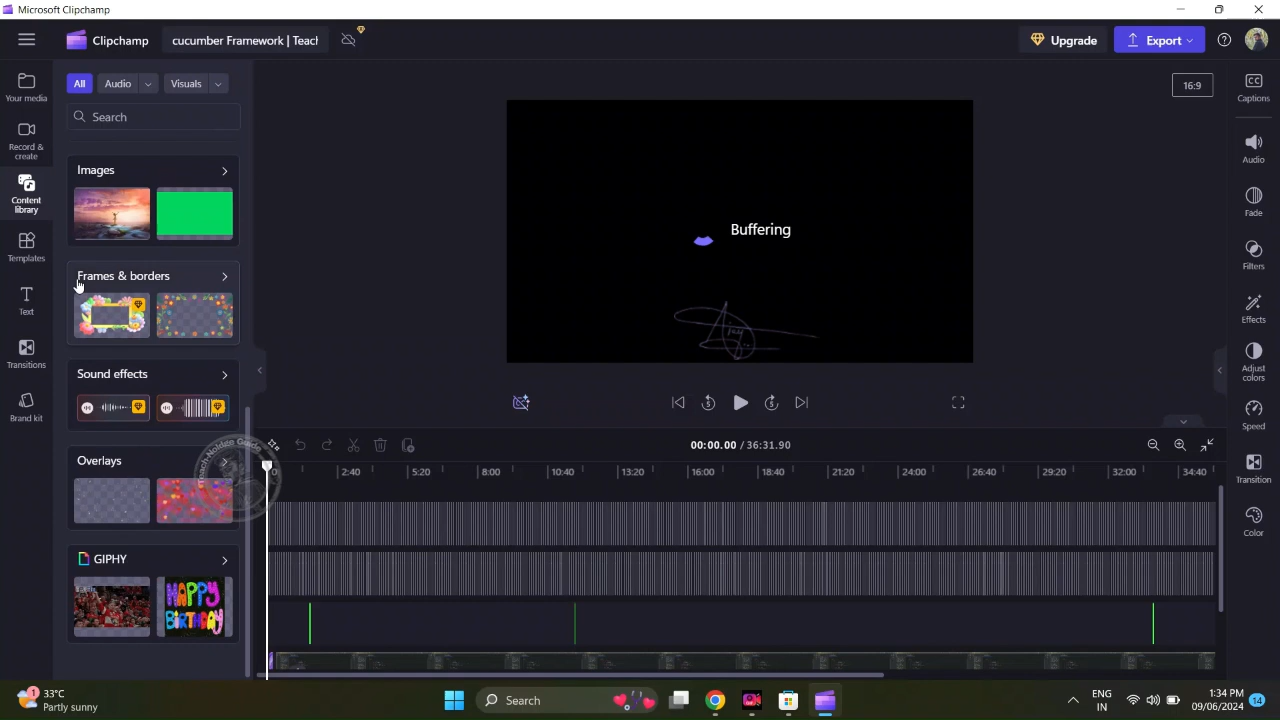 Microsoft Clipchamp
Clipchamp
cucumber Framework | Teacl
Upgrade
Export
Your media
Record & create
Content library
Templates
Text
Transitions
Brand kit
All
Audio
Visuals
Search
Images
Frames & borders
Sound effects
Overlays
GIPHY
HAPPY
BIRTHDAY
16:9
Buffering
00:00.00 / 36:31.90
2:40 5:20 8:00 10:40 13:20 16:00 18:40 21:20 24:00 26:40 29:20 32:00 34:40
Captions
Audio
Fade
Filters
Effects
Adjust colors
Speed
Transition
Color
1
33°C
Partly sunny
Search
ENG
IN
1:34 PM
09/06/2024
14